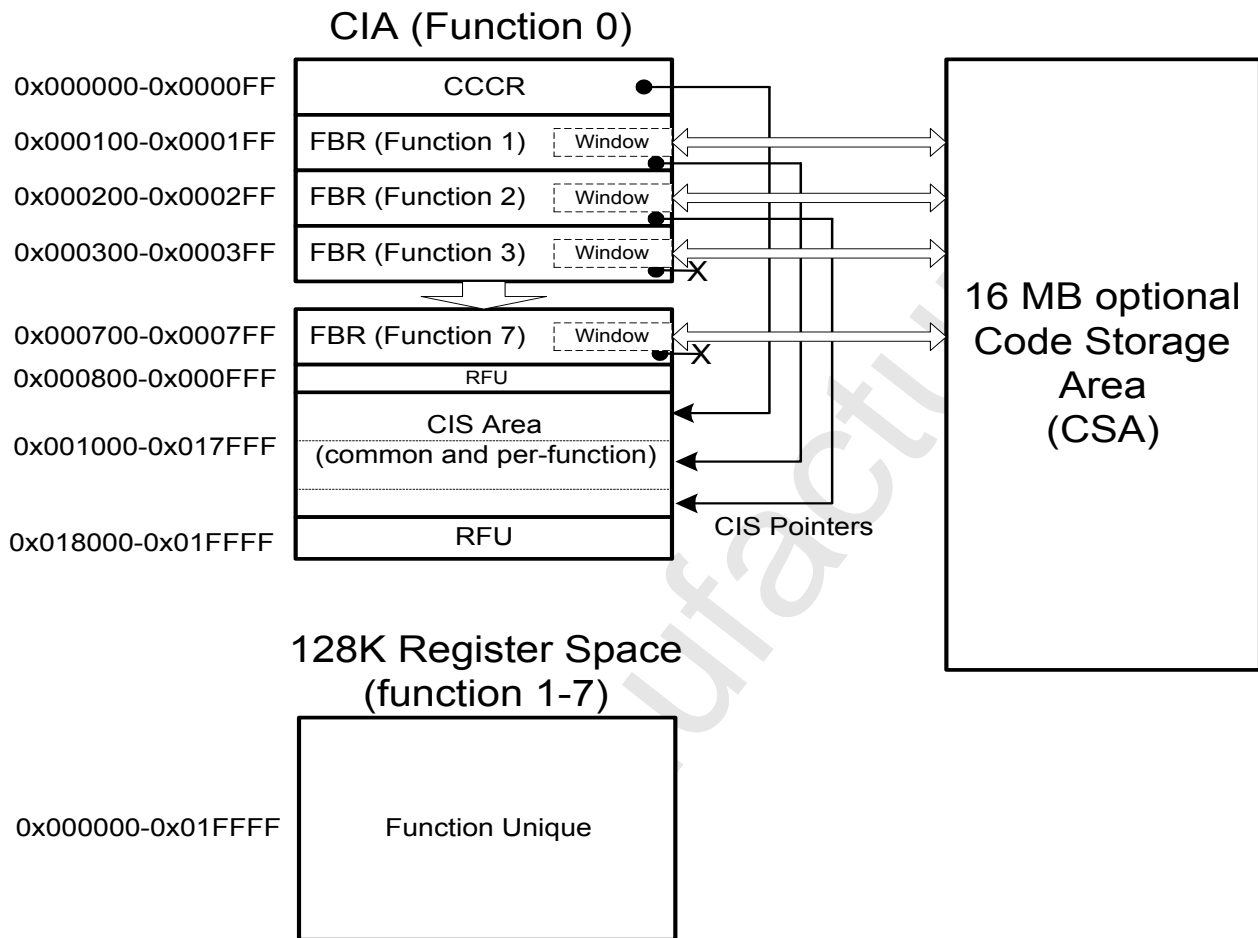 CIA (Function 0)
0x000000-0x0000FF
CCCR
0x000100-0x0001FF
FBR (Function 1)
Window
0x000200-0x0002FF
FBR (Function 2)
Window
0x000300-0x0003FF
FBR (Function 3)
Window
X
0x000700-0x0007FF
FBR (Function 7)
Window
X
0x000800-0x000FFF
RFU
0x001000-0x017FFF
CIS Area
(common and per-function)
CIS Pointers
0x018000-0x01FFFF
RFU
16 MB optional
Code Storage
Area
(CSA)
128K Register Space
(function 1-7)
0x000000-0x01FFFF
Function Unique